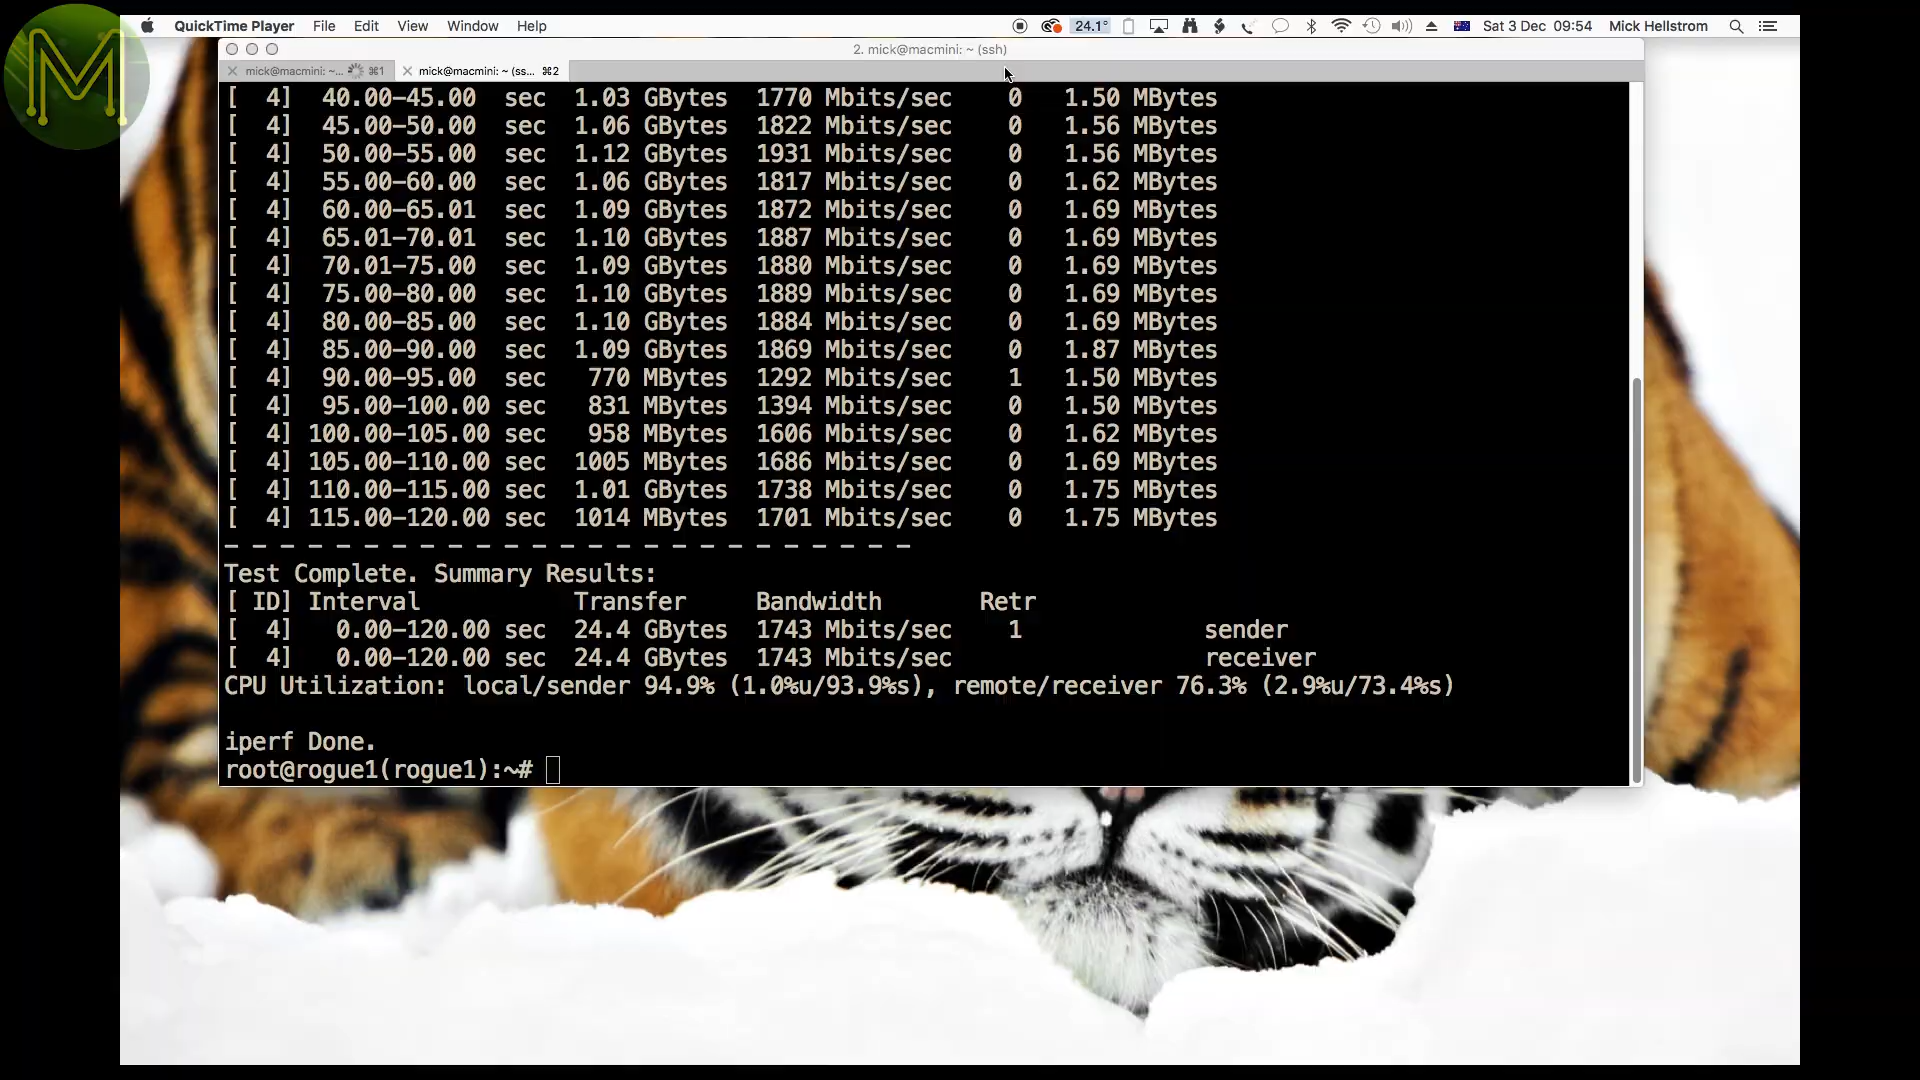 QuickTime Player File Edit View Window Help 24.1° Sat 3 Dec 09:54 Mick Hellstrom
2. mick@macmini: ~ (ssh)
mick@macmini: ~... ⌘1 mick@macmini: ~ (ss... ⌘2
[ 4] 40.00-45.00 sec 1.03 GBytes 1770 Mbits/sec 0 1.50 MBytes
[ 4] 45.00-50.00 sec 1.06 GBytes 1822 Mbits/sec 0 1.56 MBytes
[ 4] 50.00-55.00 sec 1.12 GBytes 1931 Mbits/sec 0 1.56 MBytes
[ 4] 55.00-60.00 sec 1.06 GBytes 1817 Mbits/sec 0 1.62 MBytes
[ 4] 60.00-65.01 sec 1.09 GBytes 1872 Mbits/sec 0 1.69 MBytes
[ 4] 65.01-70.01 sec 1.10 GBytes 1887 Mbits/sec 0 1.69 MBytes
[ 4] 70.01-75.00 sec 1.09 GBytes 1880 Mbits/sec 0 1.69 MBytes
[ 4] 75.00-80.00 sec 1.10 GBytes 1889 Mbits/sec 0 1.69 MBytes
[ 4] 80.00-85.00 sec 1.10 GBytes 1884 Mbits/sec 0 1.69 MBytes
[ 4] 85.00-90.00 sec 1.09 GBytes 1869 Mbits/sec 0 1.87 MBytes
[ 4] 90.00-95.00 sec 770 MBytes 1292 Mbits/sec 1 1.50 MBytes
[ 4] 95.00-100.00 sec 831 MBytes 1394 Mbits/sec 0 1.50 MBytes
[ 4] 100.00-105.00 sec 958 MBytes 1606 Mbits/sec 0 1.62 MBytes
[ 4] 105.00-110.00 sec 1005 MBytes 1686 Mbits/sec 0 1.69 MBytes
[ 4] 110.00-115.00 sec 1.01 GBytes 1738 Mbits/sec 0 1.75 MBytes
[ 4] 115.00-120.00 sec 1014 MBytes 1701 Mbits/sec 0 1.75 MBytes
- - - - - - - - - - - - - - - - - - - - - - - - -
Test Complete. Summary Results:
[ ID] Interval Transfer Bandwidth Retr
[ 4] 0.00-120.00 sec 24.4 GBytes 1743 Mbits/sec 1 sender
[ 4] 0.00-120.00 sec 24.4 GBytes 1743 Mbits/sec receiver
CPU Utilization: local/sender 94.9% (1.0%u/93.9%s), remote/receiver 76.3% (2.9%u/73.4%s)
iperf Done.
root@rogue1(rogue1):~#